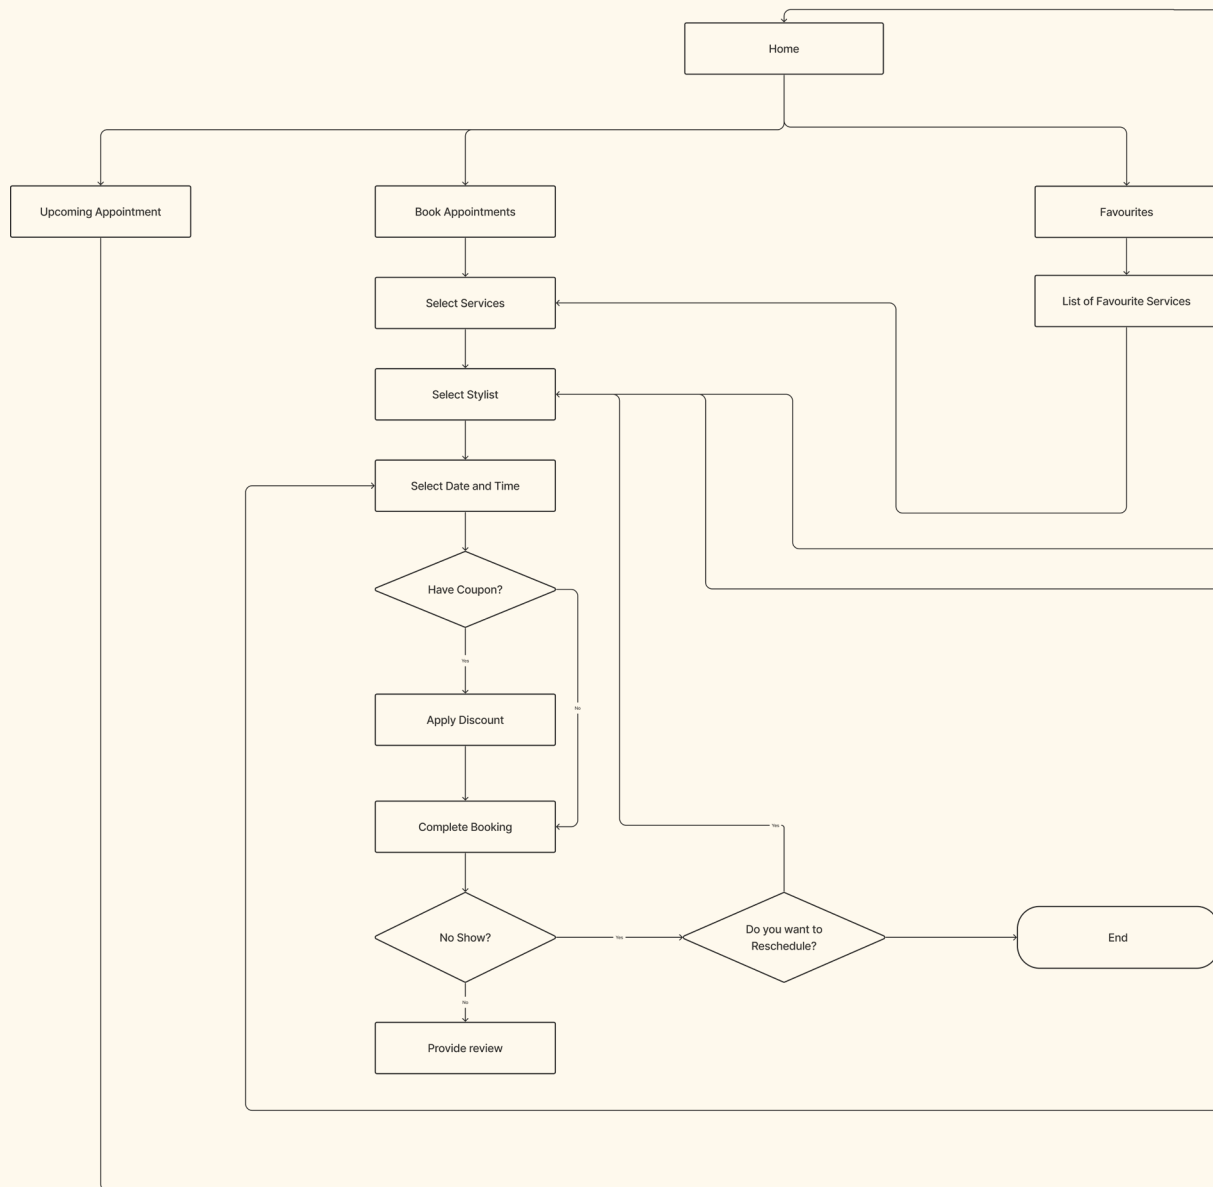 Home
Upcoming Appointment
Book Appointments
Favourites
Select Services
List of Favourite Services
Select Stylist
Select Date and Time
Have Coupon?
Yes
No
Apply Discount
Complete Booking
Yes
No Show?
Yes
Do you want to
Reschedule?
End
No
Provide review